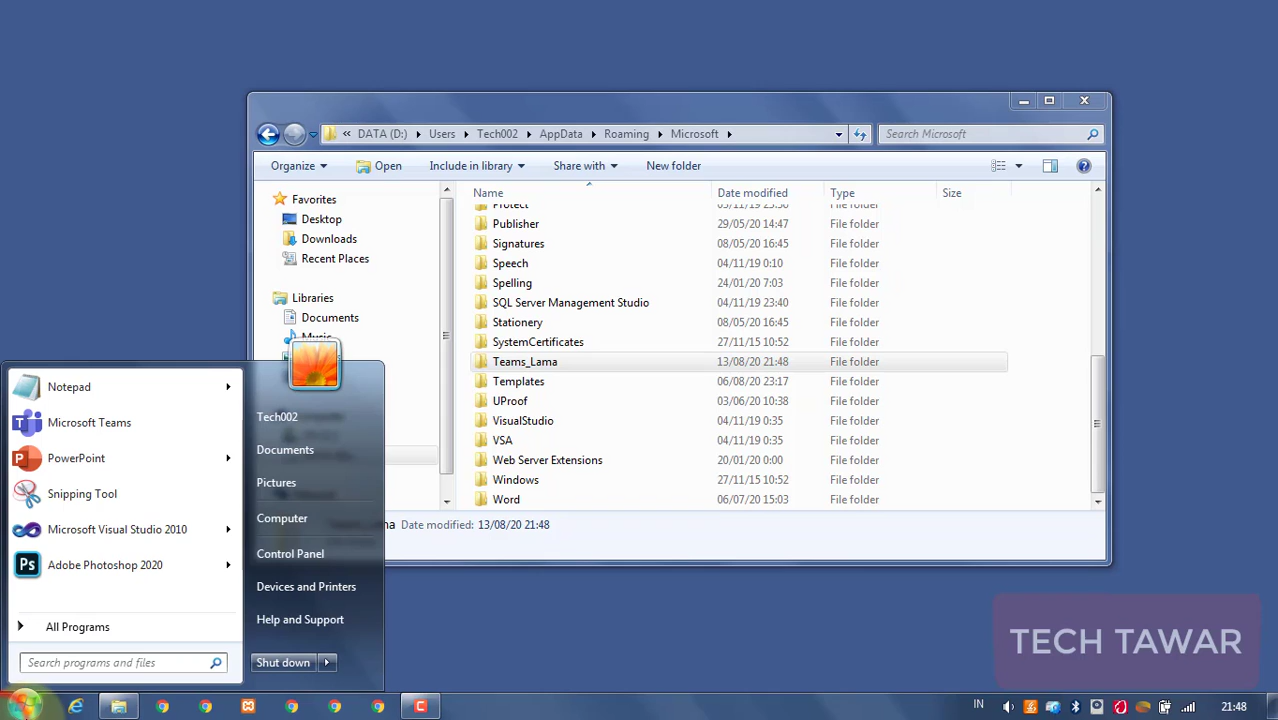 « DATA (D:) Users Tech002 AppData Roaming Microsoft
Search Microsoft
Organize Open Include in library Share with New folder
Name Date modified Type Size
Favorites
Desktop
Downloads
Recent Places
Libraries
Documents
Music
Protect 05/11/19 23:30 File folder
Publisher 29/05/20 14:47 File folder
Signatures 08/05/20 16:45 File folder
Speech 04/11/19 0:10 File folder
Spelling 24/01/20 7:03 File folder
SQL Server Management Studio 04/11/19 23:40 File folder
Stationery 08/05/20 16:45 File folder
SystemCertificates 27/11/15 10:52 File folder
Teams_Lama 13/08/20 21:48 File folder
Templates 06/08/20 23:17 File folder
UProof 03/06/20 10:38 File folder
VisualStudio 04/11/19 0:35 File folder
VSA 04/11/19 0:35 File folder
Web Server Extensions 20/01/20 0:00 File folder
Windows 27/11/15 10:52 File folder
Word 06/07/20 15:03 File folder
Date modified: 13/08/20 21:48
Notepad
Microsoft Teams
PowerPoint
Snipping Tool
Microsoft Visual Studio 2010
Ps Adobe Photoshop 2020
All Programs
Search programs and files
Tech002
Documents
Pictures
Computer
Control Panel
Devices and Printers
Help and Support
Shut down
TECH TAWAR
IN
21:48